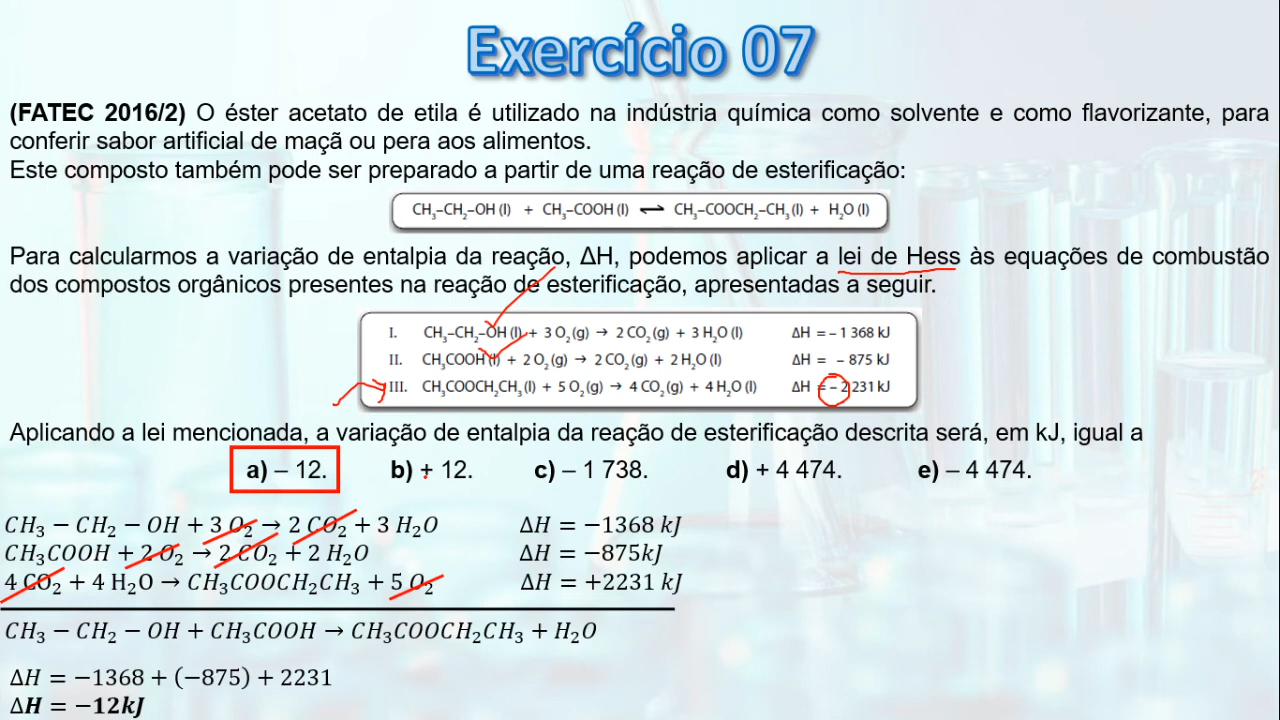 Exercício 07
(FATEC 2016/2) O éster acetato de etila é utilizado na indústria química como solvente e como flavorizante, para
conferir sabor artificial de maçã ou pera aos alimentos.
Este composto também pode ser preparado a partir de uma reação de esterificação:
CH₃–CH₂–OH (l) + CH₃–COOH (l) ⇌ CH₃–COOCH₂–CH₃ (l) + H₂O (l)
Para calcularmos a variação de entalpia da reação, ΔH, podemos aplicar a lei de Hess às equações de combustão
dos compostos orgânicos presentes na reação de esterificação, apresentadas a seguir.
I. CH₃–CH₂–OH (l) + 3 O₂ (g) → 2 CO₂ (g) + 3 H₂O (l) ΔH = – 1 368 kJ
II. CH₃COOH (l) + 2 O₂ (g) → 2 CO₂ (g) + 2 H₂O (l) ΔH = – 875 kJ
III. CH₃COOCH₂CH₃ (l) + 5 O₂ (g) → 4 CO₂ (g) + 4 H₂O (l) ΔH = – 2 231 kJ
Aplicando a lei mencionada, a variação de entalpia da reação de esterificação descrita será, em kJ, igual a
a) – 12. b) + 12. c) – 1 738. d) + 4 474. e) – 4 474.
CH₃ − CH₂ − OH + 3 O₂ → 2 CO₂ + 3 H₂O ΔH = −1368 kJ
CH₃COOH + 2 O₂ → 2 CO₂ + 2 H₂O ΔH = −875kJ
4 CO₂ + 4 H₂O → CH₃COOCH₂CH₃ + 5 O₂ ΔH = +2231 kJ
CH₃ − CH₂ − OH + CH₃COOH → CH₃COOCH₂CH₃ + H₂O
ΔH = −1368 + (−875) + 2231
ΔH = −12kJ